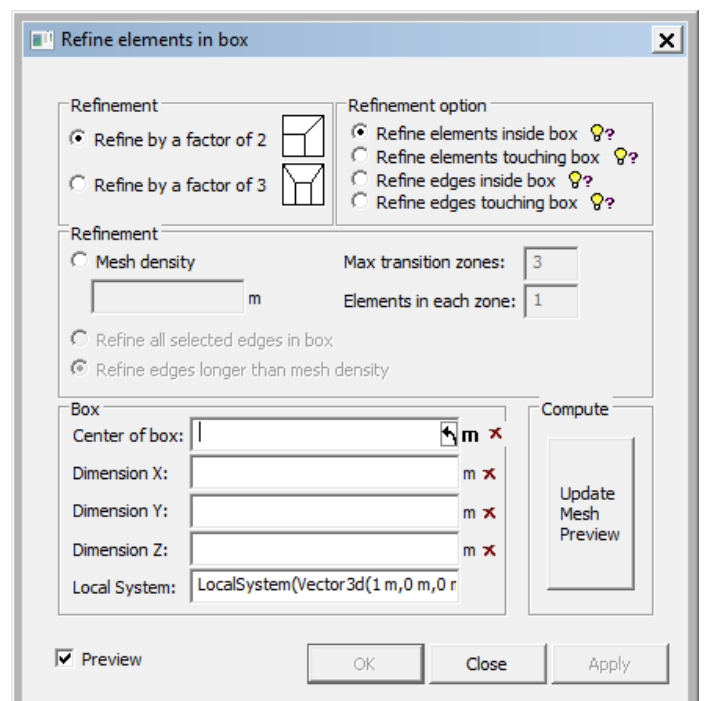 Refine elements in box
Refinement
Refine by a factor of 2
Refine by a factor of 3
Refinement option
Refine elements inside box ?
Refine elements touching box ?
Refine edges inside box ?
Refine edges touching box ?
Refinement
Mesh density
m
Max transition zones: 3
Elements in each zone: 1
Refine all selected edges in box
Refine edges longer than mesh density
Box
Center of box: m
Dimension X: m
Dimension Y: m
Dimension Z: m
Local System: LocalSystem(Vector3d(1 m,0 m,0 r
Compute
Update
Mesh
Preview
Preview
OK
Close
Apply